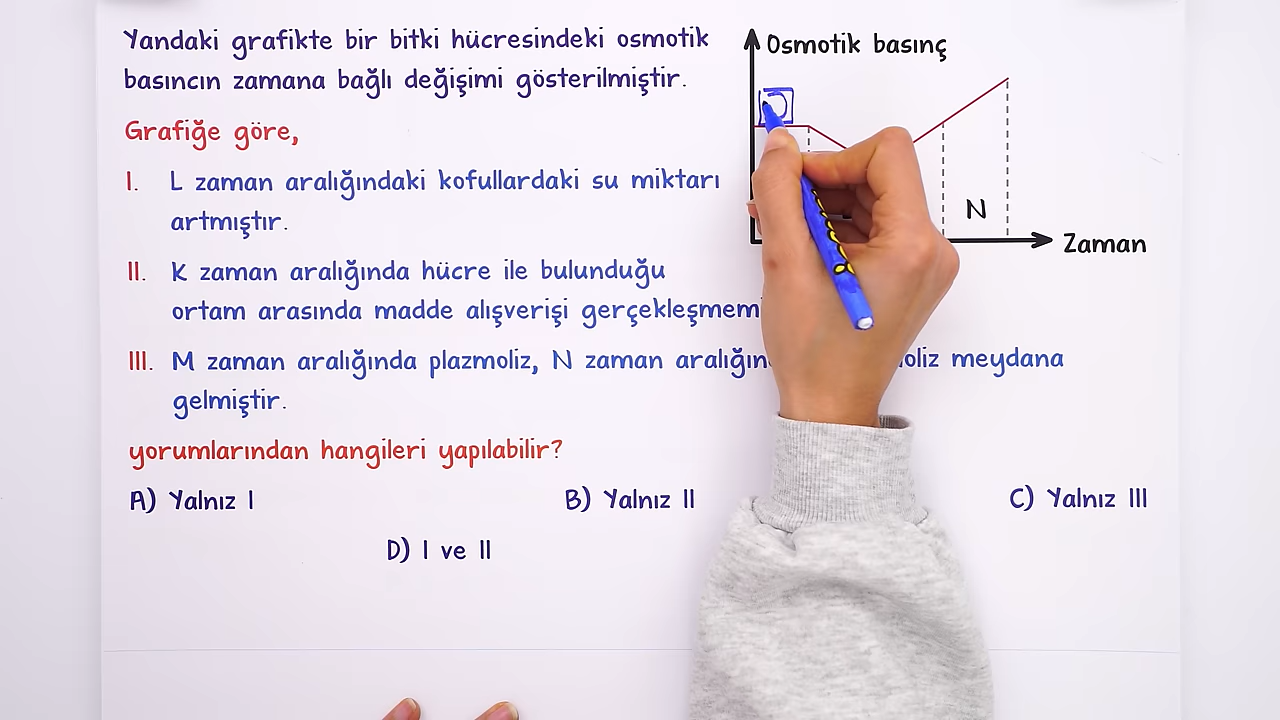 Yandaki grafikte bir bitki hücresindeki osmotik
basıncın zamana bağlı değişimi gösterilmiştir.
Grafiğe göre,
I. L zaman aralığındaki kofullardaki su miktarı
artmıştır.
II. K zaman aralığında hücre ile bulunduğu
ortam arasında madde alışverişi
III. M zaman aralığında plazmoliz, N zaman meydana
gelmiştir.
yorumlarından hangileri yapılabilir?
A) Yalnız I
B) Yalnız II
C) Yalnız III
D) I ve II
Osmotik basınç
N
Zaman